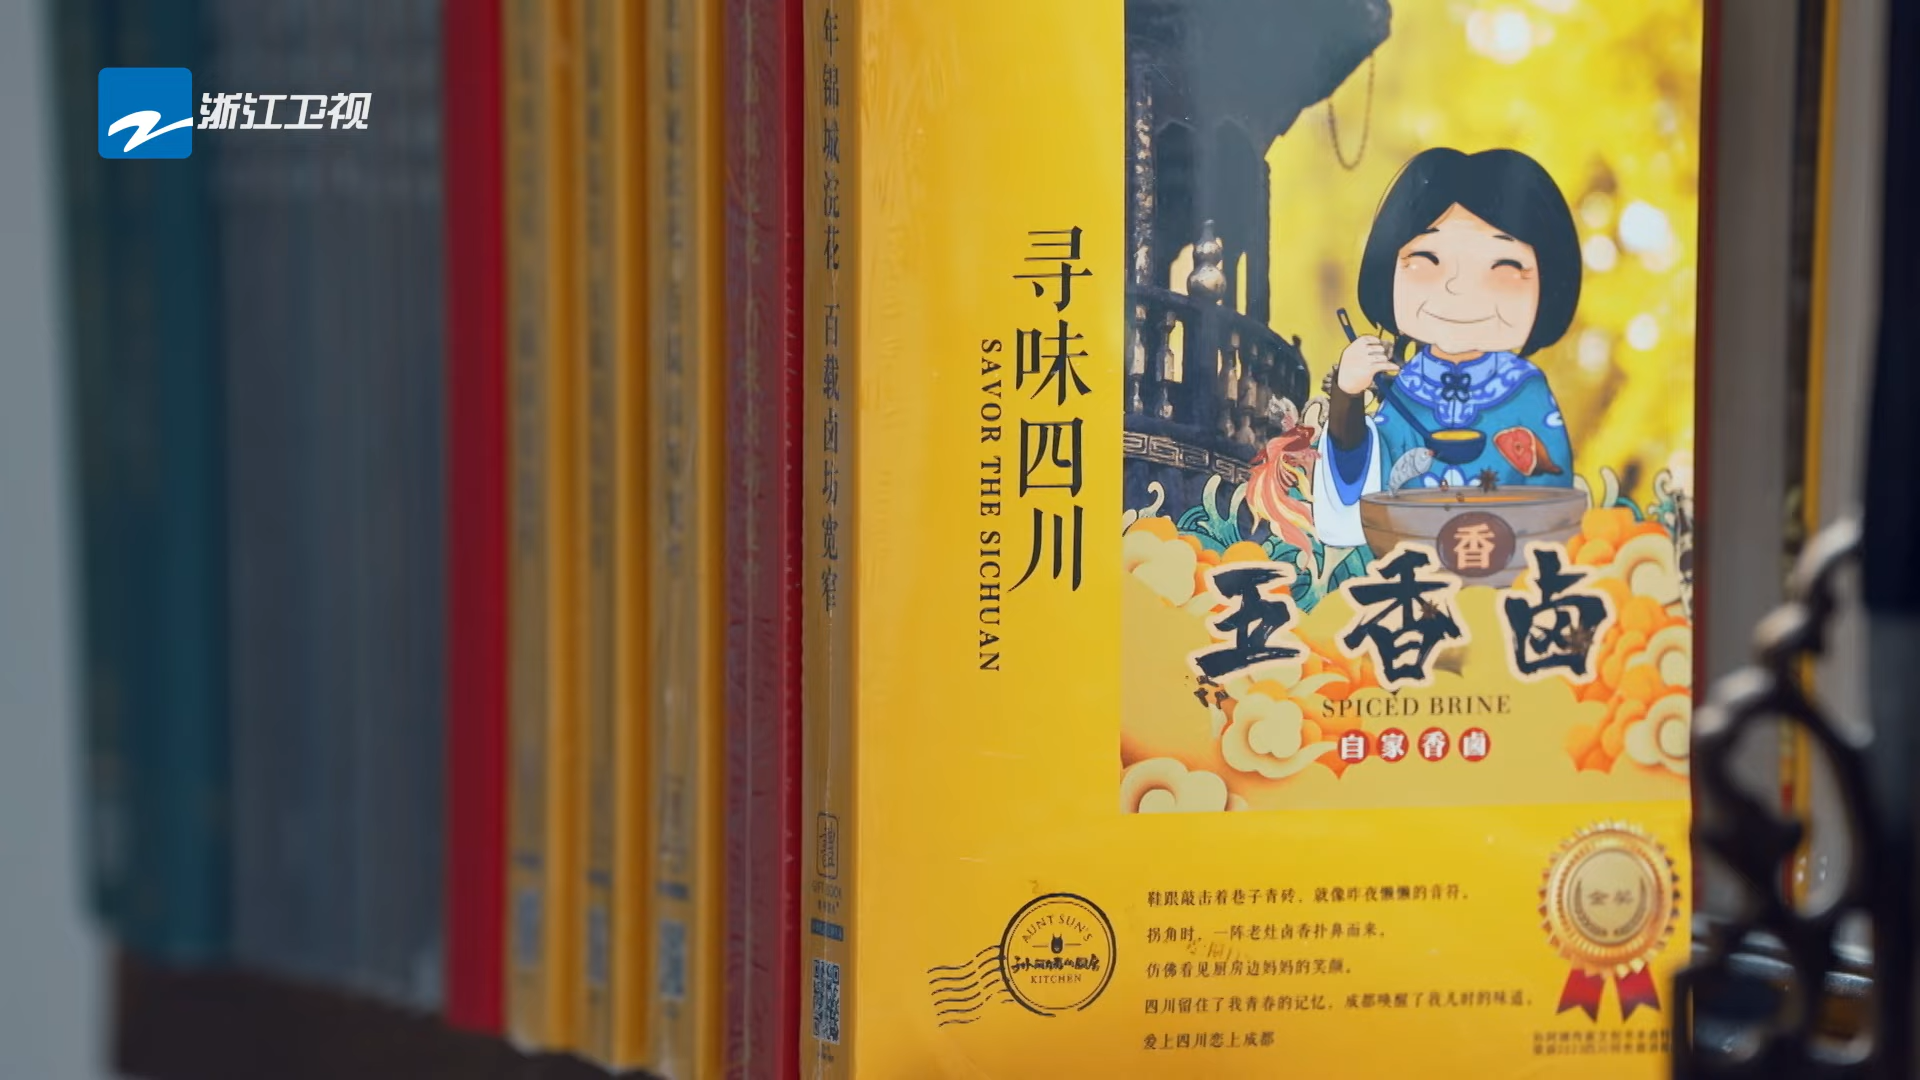 浙江卫视
年锦城浣花 百载卤坊宽窄
寻味四川
SAVOR THE SICHUAN
香
五香卤
SPICED BRINE
自家香卤
鞋跟敲击着巷子青砖，就像昨夜懒懒的音符。
拐角时，一阵老灶卤香扑鼻而来，
仿佛看见厨房边妈妈的笑颜。
四川留住了我青春的记忆，成都唤醒了我儿时的味道。
爱上四川恋上成都
AUNT SUN'S
KITCHEN
金奖